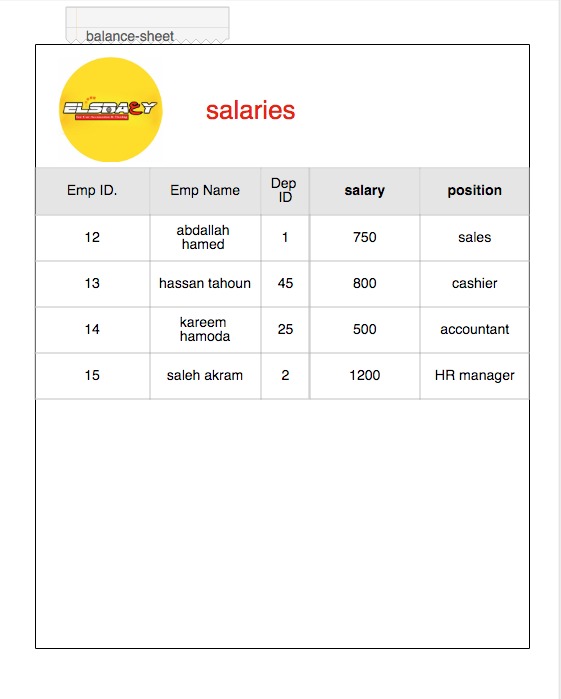 balance-sheet
ELSDADY
salaries
Emp ID. Emp Name Dep ID salary position
12 abdallah hamed 1 750 sales
13 hassan tahoun 45 800 cashier
14 kareem hamoda 25 500 accountant
15 saleh akram 2 1200 HR manager